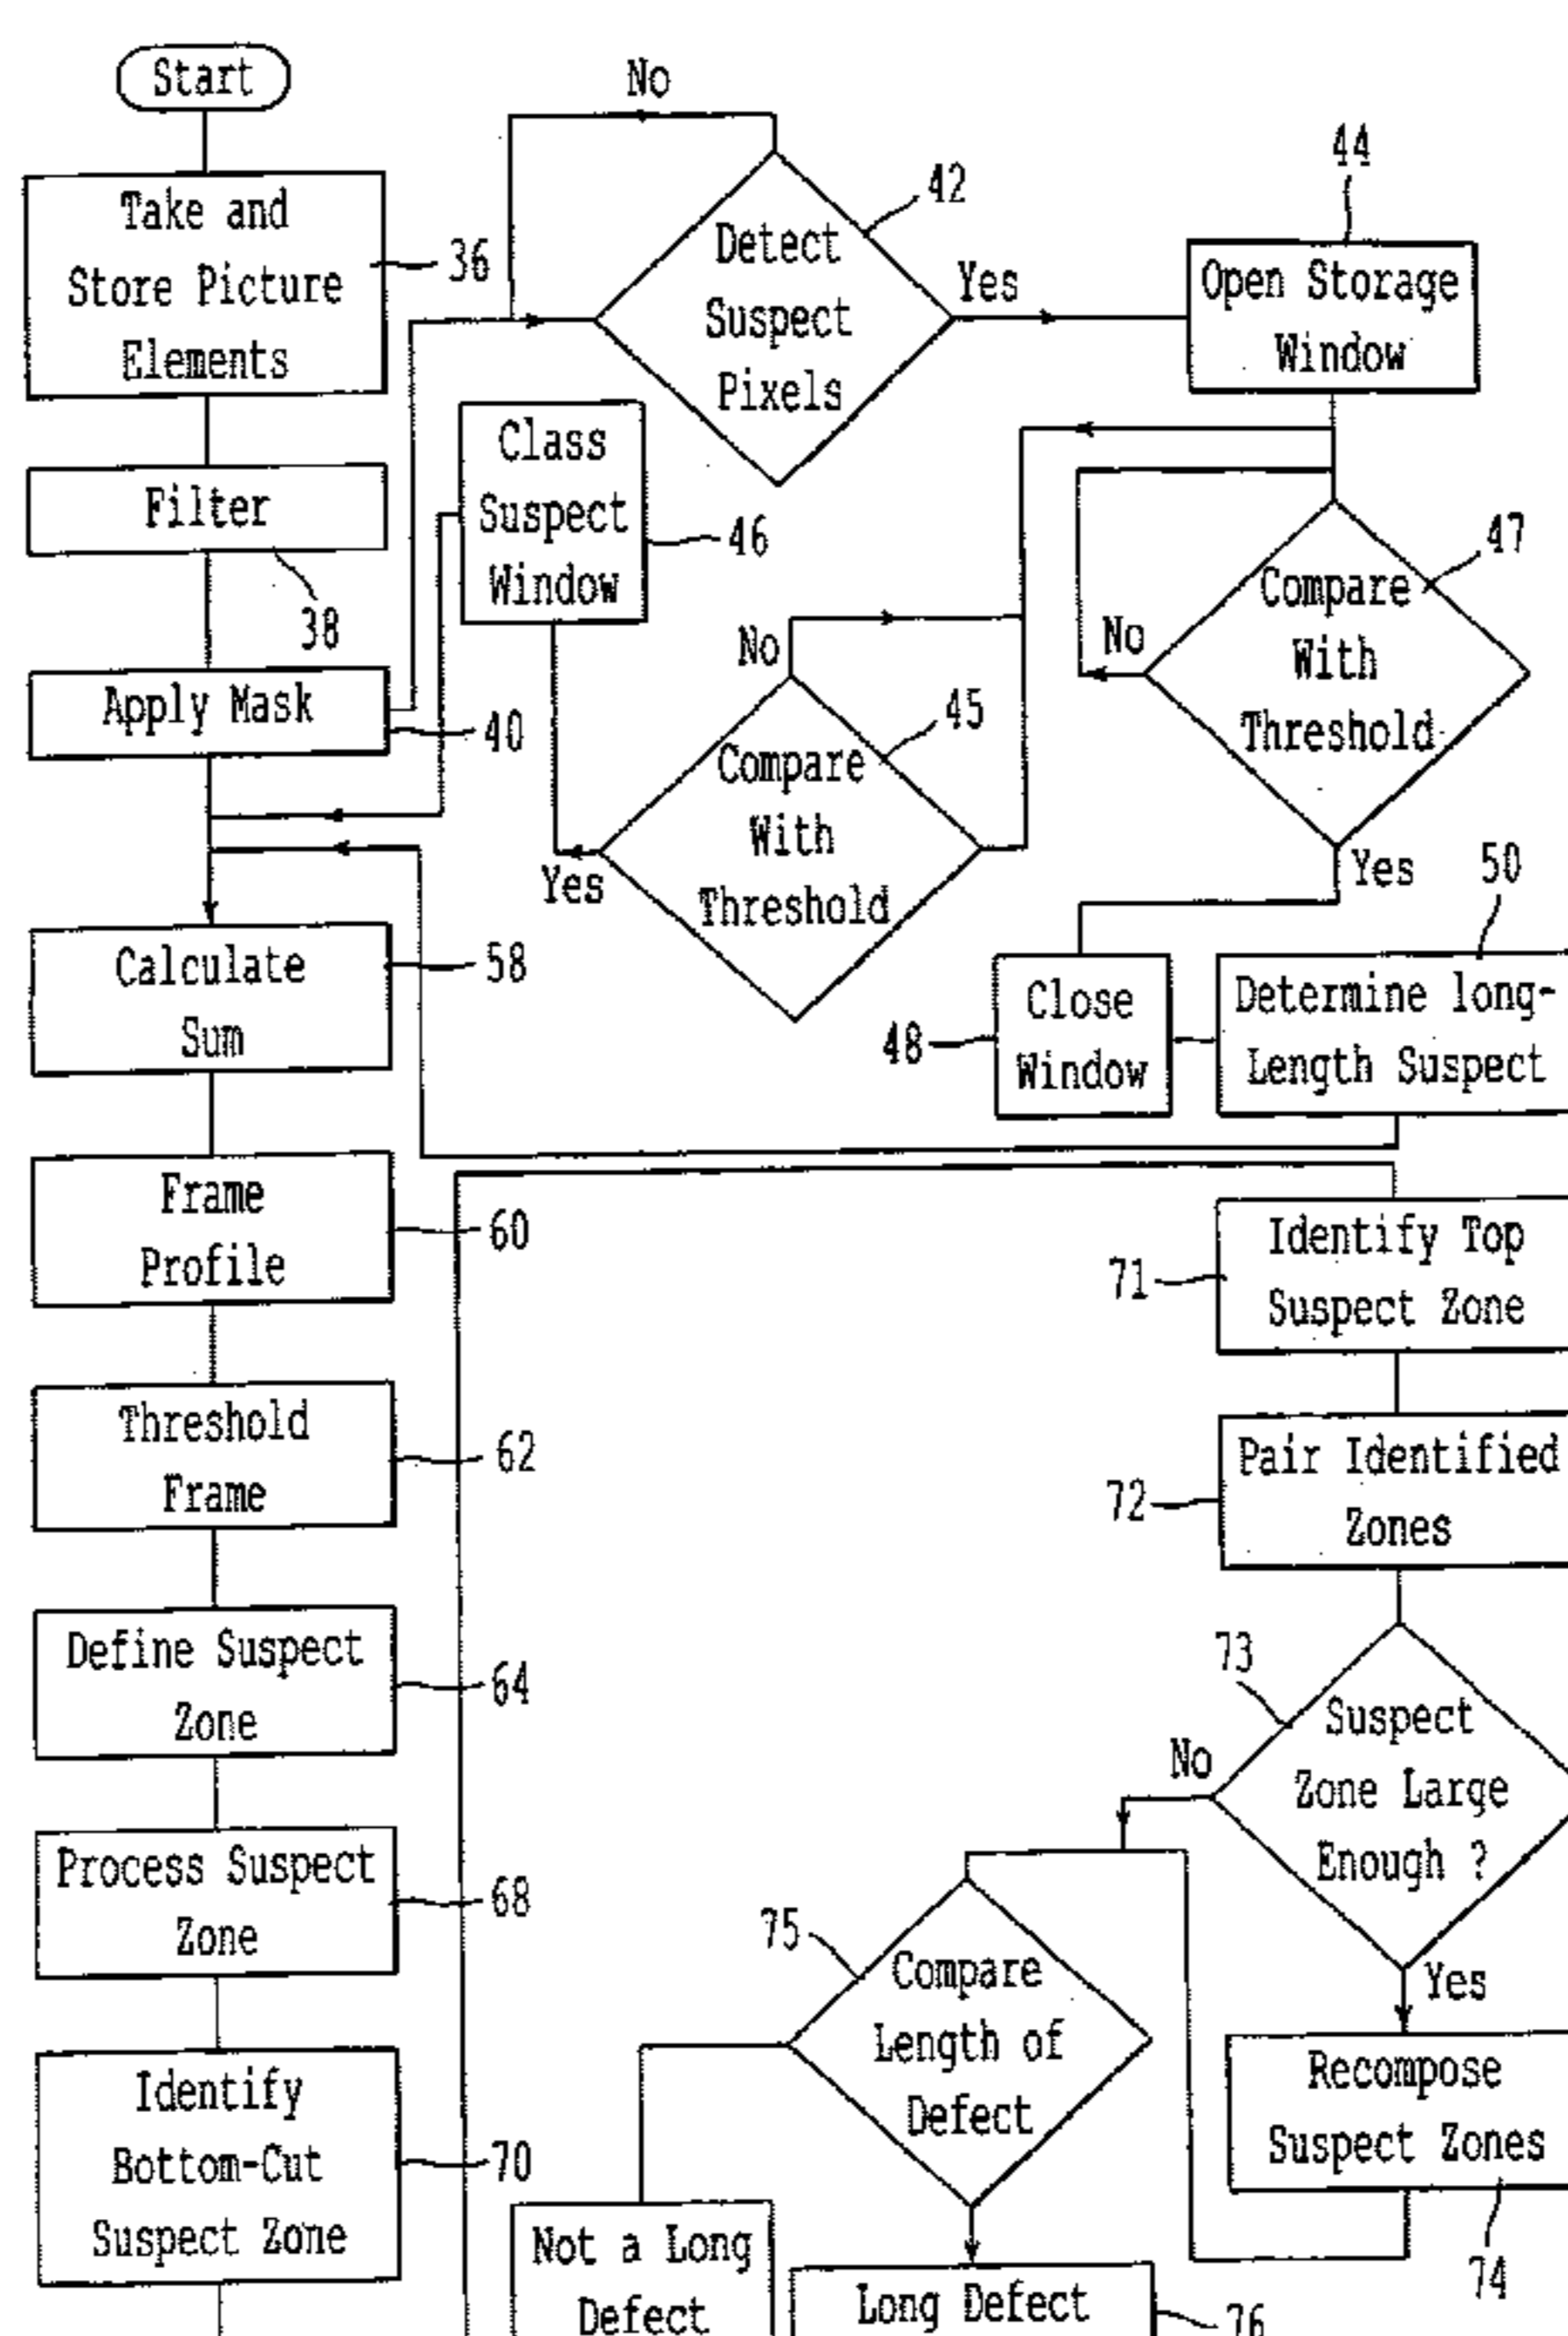 Start
Take and
Store Picture
Elements
36
Filter
38
Apply Mask
40
No
Detect
Suspect
Pixels
42
Yes
44
Open Storage
Window
Class
Suspect
Window
46
47
Compare
With
Threshold
No
Yes
No
45
Compare
With
Threshold
Yes
50
Close
Window
48
Determine long-
Length Suspect
Calculate
Sum
58
Frame
Profile
60
Threshold
Frame
62
Define Suspect
Zone
64
Process Suspect
Zone
68
Identify
Bottom-Cut
Suspect Zone
70
Identify Top
Suspect Zone
71
Pair Identified
Zones
72
73
Suspect
Zone Large
Enough ?
No
Yes
Recompose
Suspect Zones
74
75
Compare
Length of
Defect
Not a Long
Defect
Long Defect
76